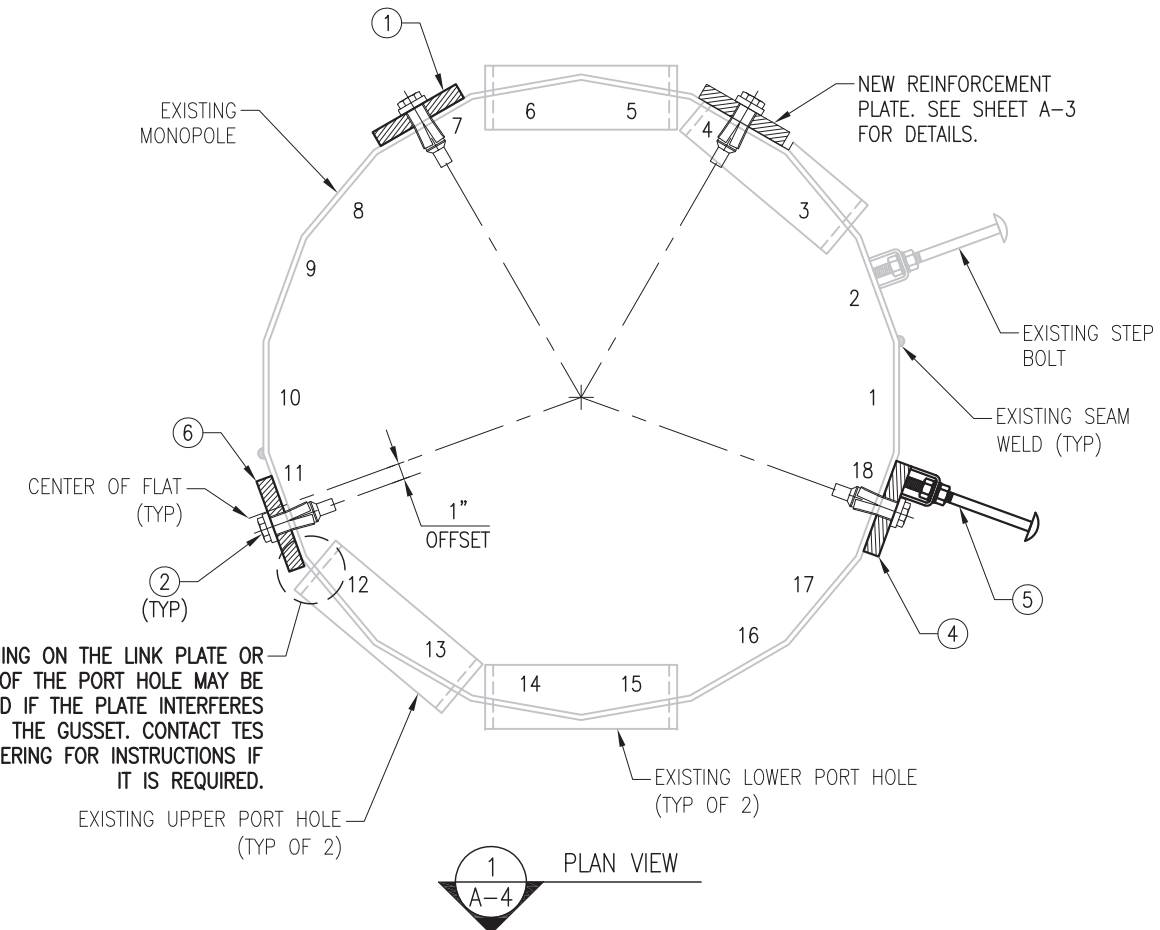 1
EXISTING
MONOPOLE
7
6
5
4
NEW REINFORCEMENT
PLATE. SEE SHEET A-3
FOR DETAILS.
8
3
9
2
EXISTING STEP
BOLT
10
1
EXISTING SEAM
WELD (TYP)
6
CENTER OF FLAT
(TYP)
11
1"
OFFSET
18
2
(TYP)
12
17
5
4
13
16
14
15
ING ON THE LINK PLATE OR
OF THE PORT HOLE MAY BE
D IF THE PLATE INTERFERES
THE GUSSET. CONTACT TES
ERING FOR INSTRUCTIONS IF
IT IS REQUIRED.
EXISTING UPPER PORT HOLE
(TYP OF 2)
EXISTING LOWER PORT HOLE
(TYP OF 2)
1
A-4
PLAN VIEW